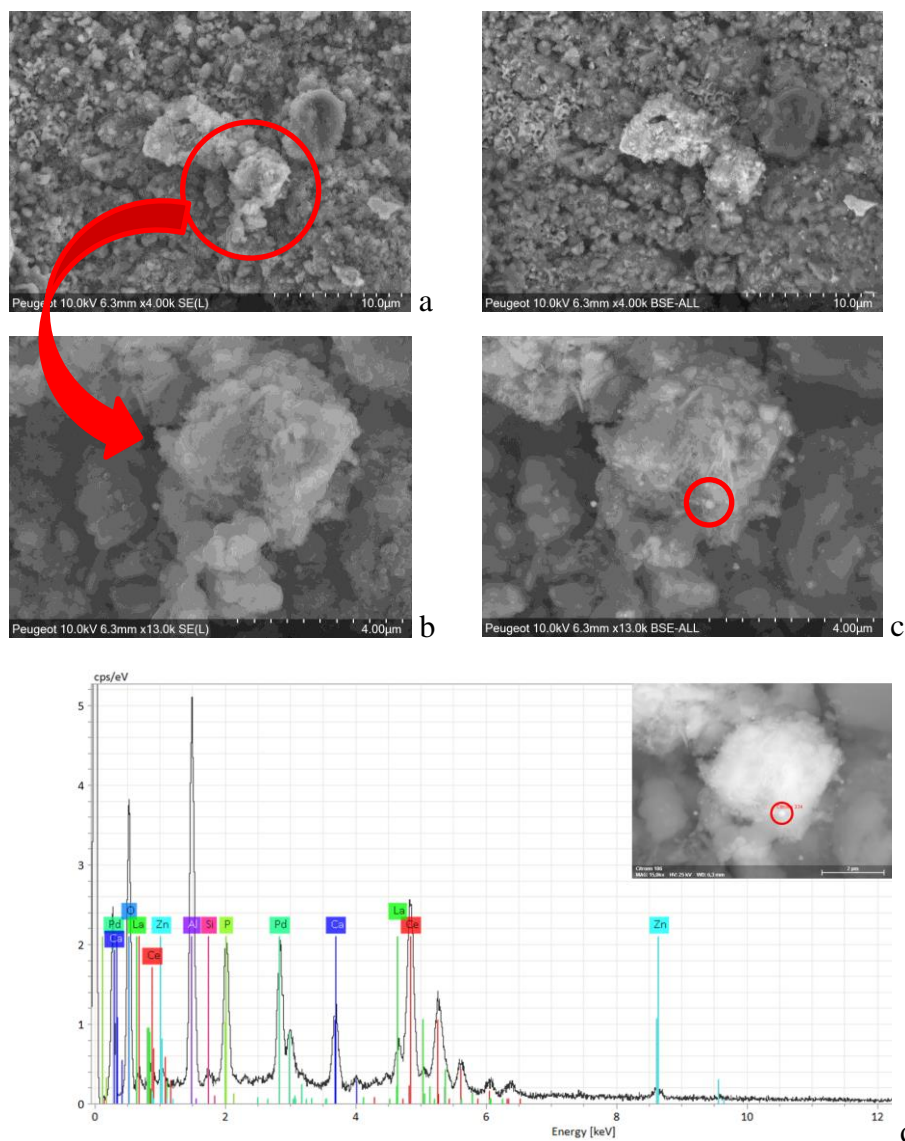 Peugeot 10.0kV 6.3mm x4.00k SE(L) 10.0µm
a
Peugeot 10.0kV 6.3mm x4.00k BSE-ALL 10.0µm
Peugeot 10.0kV 6.3mm x13.0k SE(L) 4.00µm
b
Peugeot 10.0kV 6.3mm x13.0k BSE-ALL 4.00µm
c
cps/eV
5
4
3
2
1
0
O
Pd La Zn Al Si P Pd Ca La Zn
Ca Ce
Ce
0 2 4 6 8 10 12
Energy [keV]
2 µm